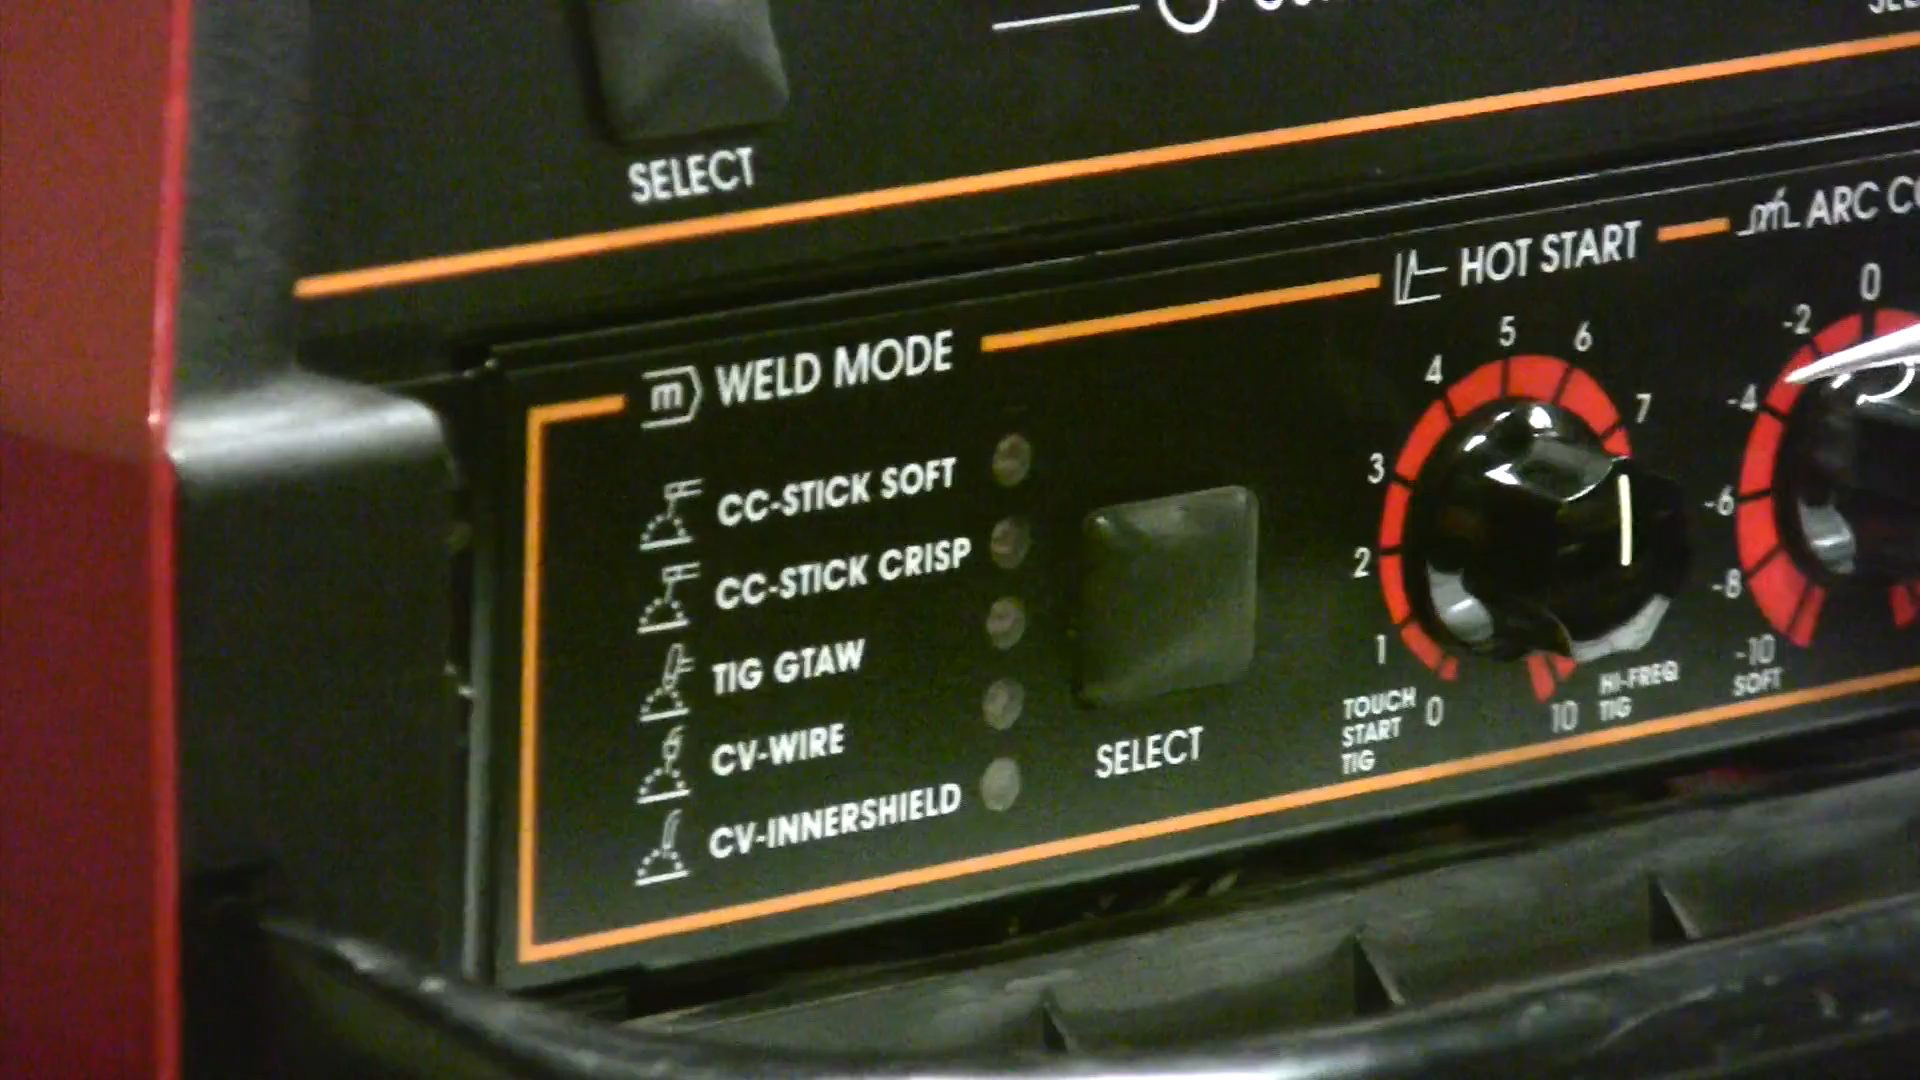 SELECT
WELD MODE
CC-STICK SOFT
CC-STICK CRISP
TIG GTAW
CV-WIRE
CV-INNERSHIELD
SELECT
HOT START
0
1
2
3
4
5
6
7
10
TOUCH
START
TIG
HI-FREQ
TIG
ARC
0
-2
-4
-6
-8
-10
SOFT